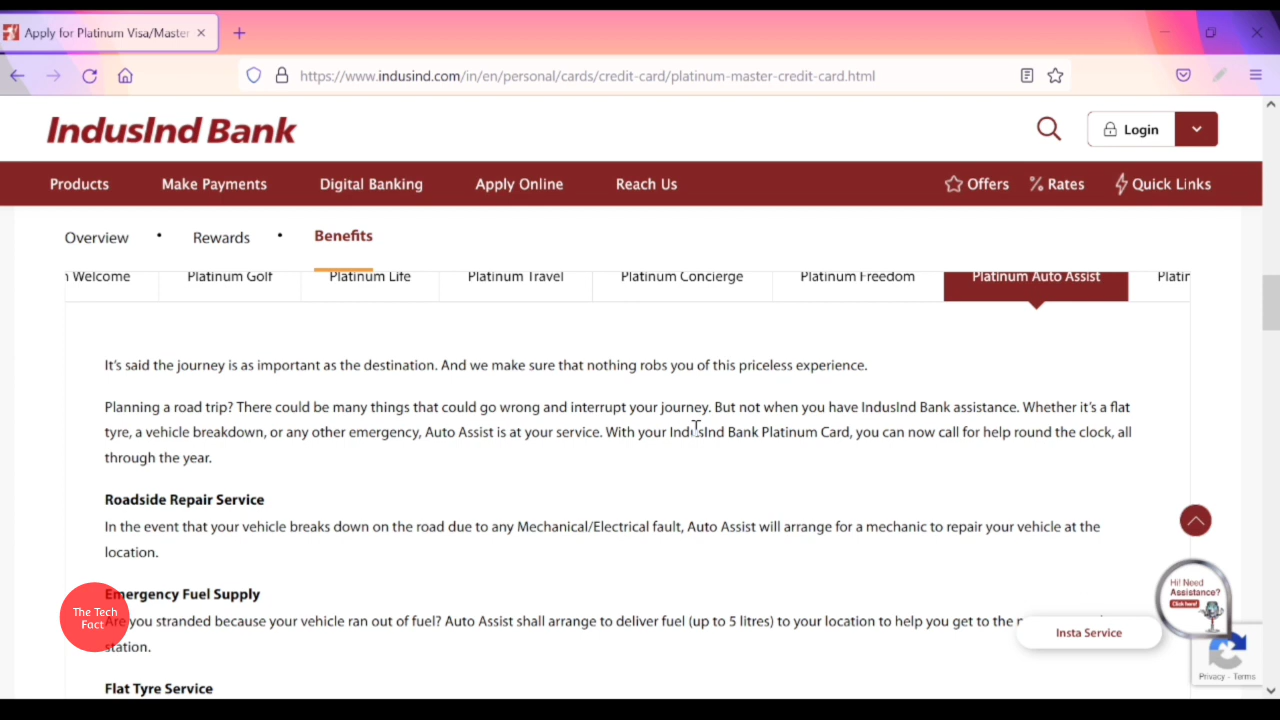 Apply for Platinum Visa/Master
https://www.indusind.com/in/en/personal/cards/credit-card/platinum-master-credit-card.html
IndusInd Bank
Login
Products Make Payments Digital Banking Apply Online Reach Us Offers Rates Quick Links
Overview • Rewards • Benefits
Welcome Platinum Golf Platinum Life Platinum Travel Platinum Concierge Platinum Freedom Platinum Auto Assist
It's said the journey is as important as the destination. And we make sure that nothing robs you of this priceless experience.
Planning a road trip? There could be many things that could go wrong and interrupt your journey. But not when you have IndusInd Bank assistance. Whether it's a flat
tyre, a vehicle breakdown, or any other emergency, Auto Assist is at your service. With your IndusInd Bank Platinum Card, you can now call for help round the clock, all
through the year.
Roadside Repair Service
In the event that your vehicle breaks down on the road due to any Mechanical/Electrical fault, Auto Assist will arrange for a mechanic to repair your vehicle at the
location.
Emergency Fuel Supply
Are you stranded because your vehicle ran out of fuel? Auto Assist shall arrange to deliver fuel (up to 5 litres) to your location to help you get to the
station.
Flat Tyre Service
The Tech
Fact
Hi! Need
Assistance?
Click here!
Insta Service
Privacy - Terms